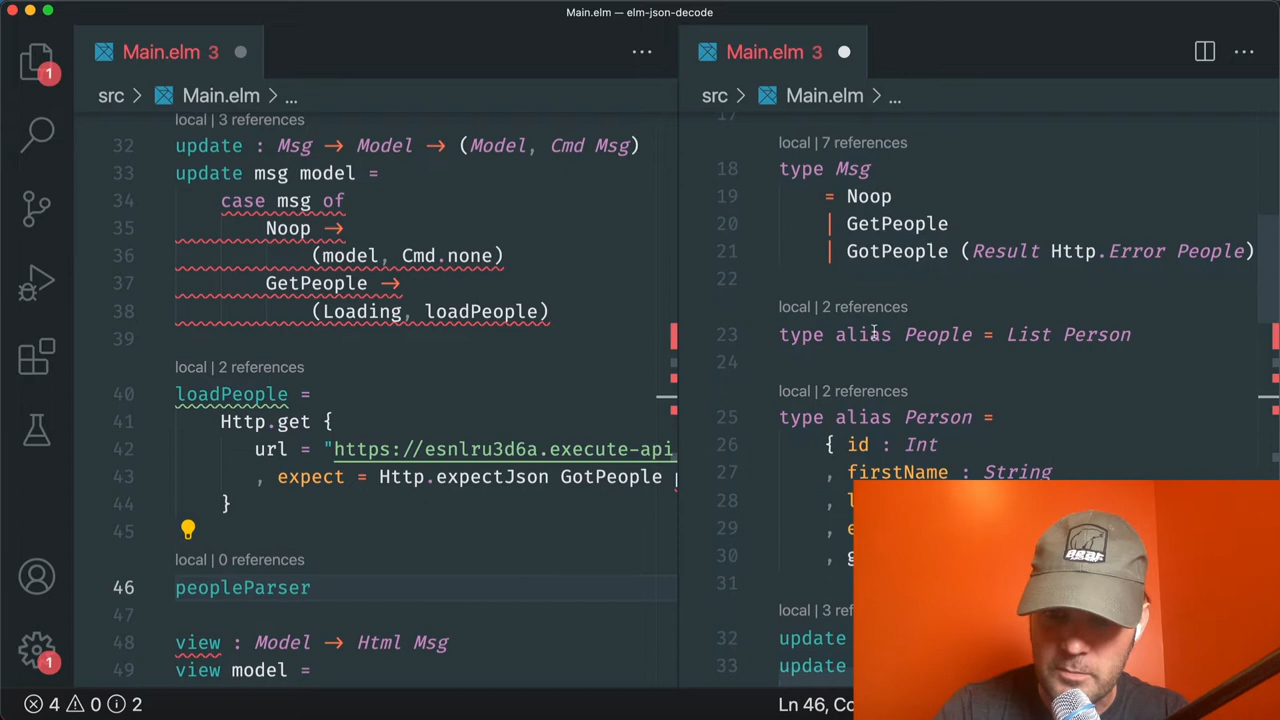 Main.elm — elm-json-decode
1
Main.elm 3
src > Main.elm > ...
local | 3 references
32 update : Msg → Model → (Model, Cmd Msg)
33 update msg model =
34 case msg of
35 Noop →
36 (model, Cmd.none)
37 GetPeople →
38 (Loading, loadPeople)
39
local | 2 references
40 loadPeople =
41 Http.get {
42 url = "https://esnlru3d6a.execute-api
43 , expect = Http.expectJson GotPeople
44 }
45
local | 0 references
46 peopleParser
47
48 view : Model → Html Msg
49 view model =
Main.elm 3
src > Main.elm > ...
17
local | 7 references
18 type Msg
19 = Noop
20 | GetPeople
21 | GotPeople (Result Http.Error People)
22
local | 2 references
23 type alias People = List Person
24
local | 2 references
25 type alias Person =
26 { id : Int
27 , firstName : String
28 ,
29 ,
30 ,
31
local | 3
32 update
33 update
1
4 0 2
Ln 46,